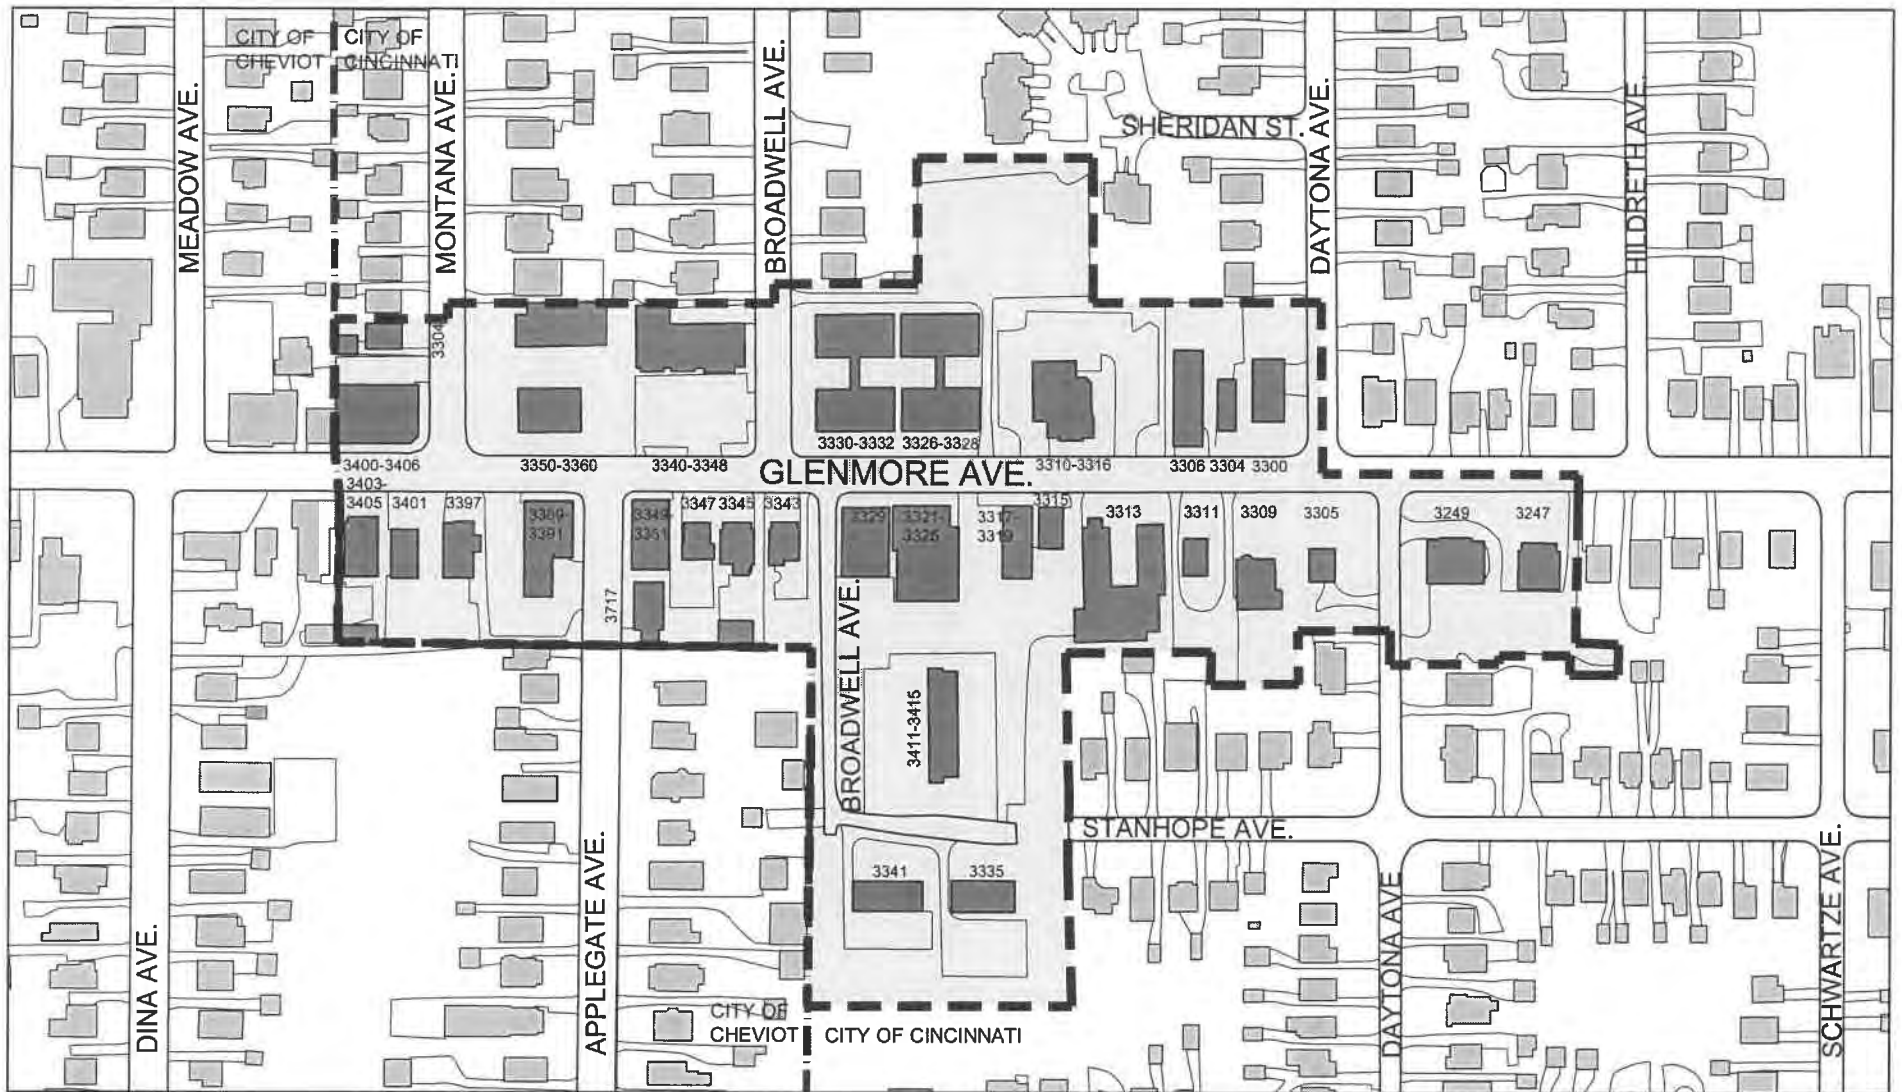 CITY OF
CHEVIOT
CITY OF
CINCINNATI
MEADOW AVE.
MONTANA AVE.
BROADWELL AVE.
SHERIDAN ST.
DAYTONA AVE.
HILDRETH AVE.
3304
3330-3332
3326-3328
3400-3406
3350-3360
3340-3348
GLENMORE AVE.
3310-3316
3306
3304
3300
3403-
3405
3401
3397
3389-
3391
3349-
3351
3347
3345
3343
3329
3321-
3325
3317-
3319
3315
3313
3311
3309
3305
3249
3247
3717
BROADWELL AVE.
3411-3415
STANHOPE AVE.
3341
3335
DINA AVE.
APPLEGATE AVE.
DAYTONA AVE
SCHWARTZE AVE.
CITY OF
CHEVIOT
CITY OF CINCINNATI